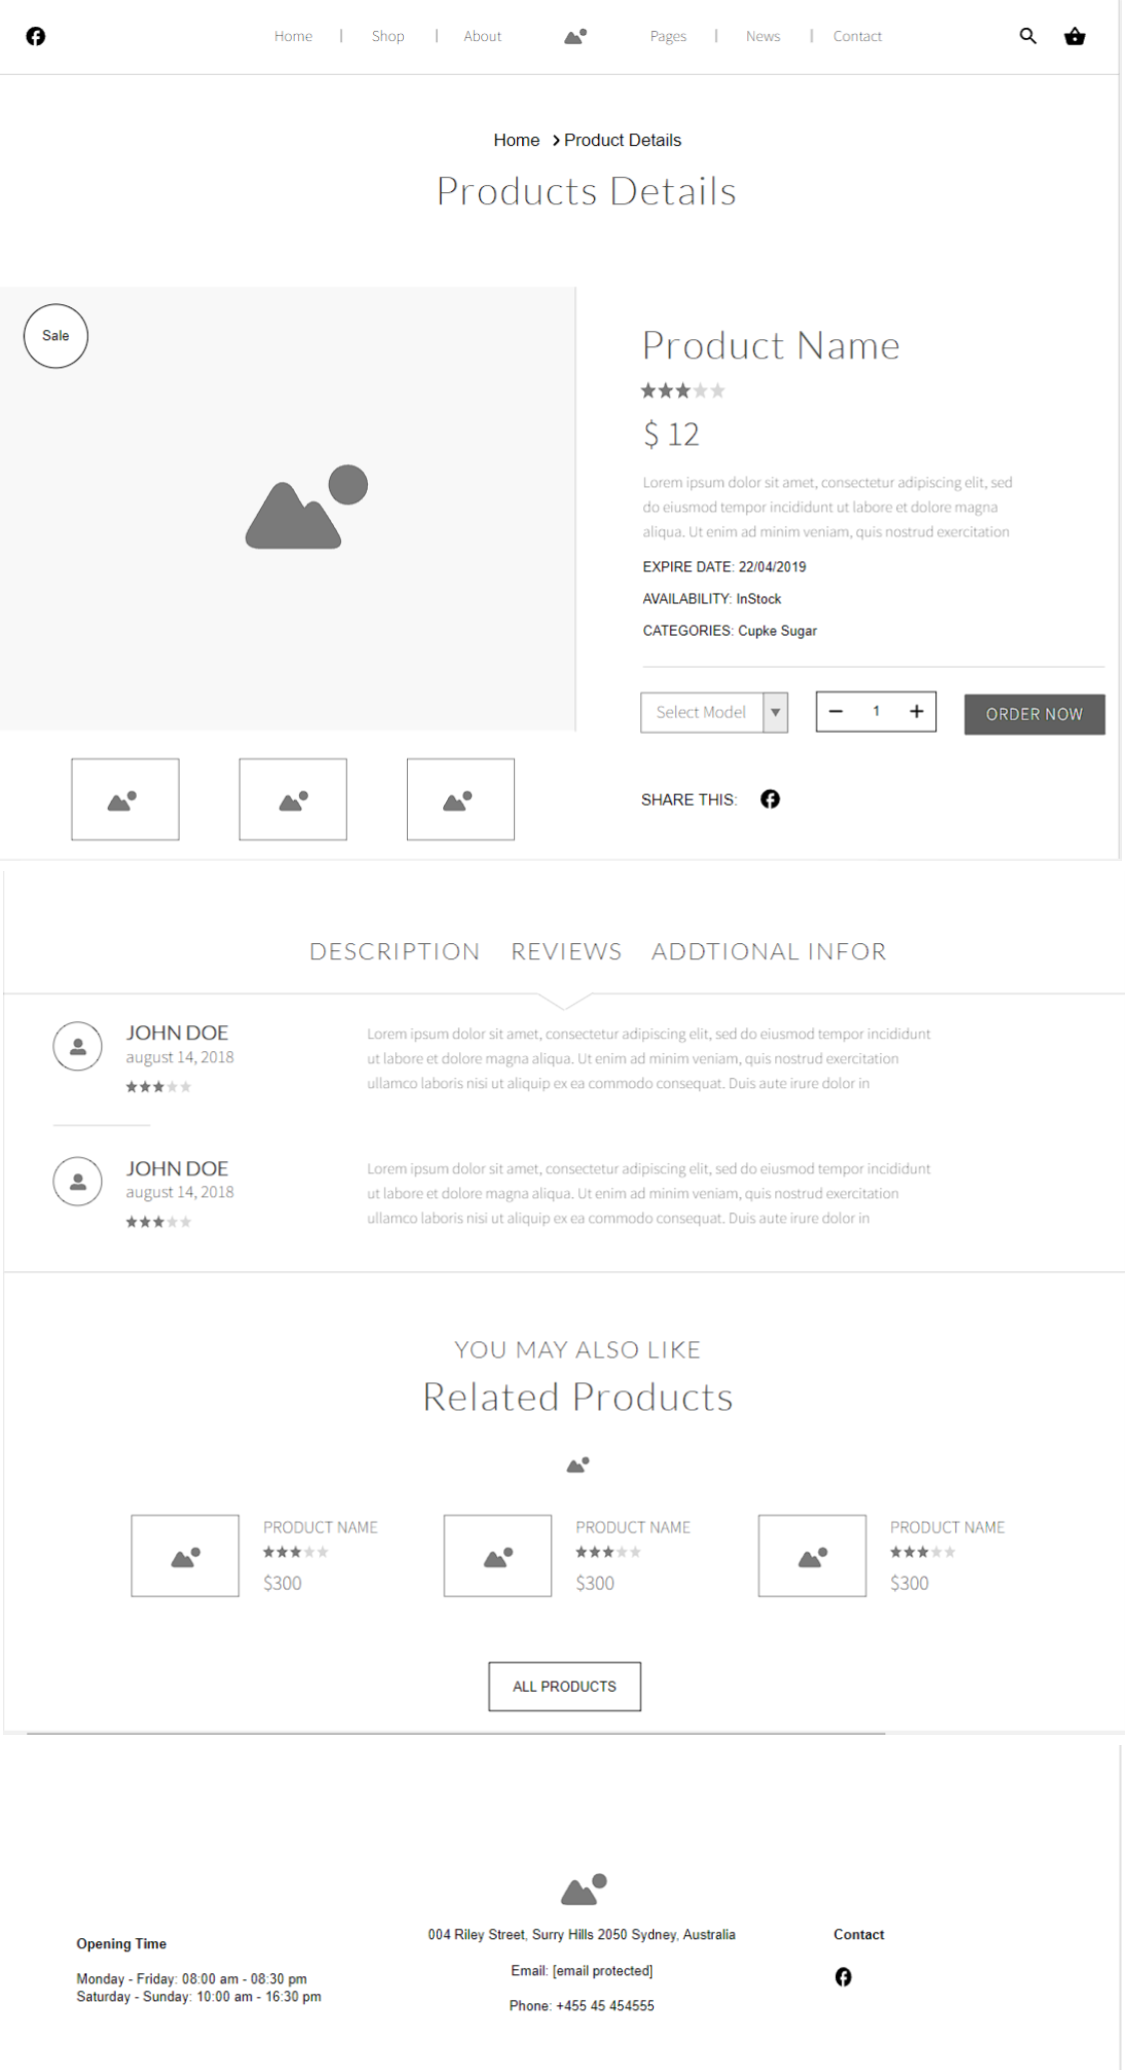 Home | Shop | About Pages | News | Contact
Home > Product Details
Products Details
Sale
Product Name
$ 12
Lorem ipsum dolor sit amet, consectetur adipiscing elit, sed
do eiusmod tempor incididunt ut labore et dolore magna
aliqua. Ut enim ad minim veniam, quis nostrud exercitation
EXPIRE DATE: 22/04/2019
AVAILABILITY: InStock
CATEGORIES: Cupke Sugar
Select Model − 1 + ORDER NOW
SHARE THIS:
DESCRIPTION REVIEWS ADDTIONAL INFOR
JOHN DOE
august 14, 2018
Lorem ipsum dolor sit amet, consectetur adipiscing elit, sed do eiusmod tempor incididunt
ut labore et dolore magna aliqua. Ut enim ad minim veniam, quis nostrud exercitation
ullamco laboris nisi ut aliquip ex ea commodo consequat. Duis aute irure dolor in
JOHN DOE
august 14, 2018
Lorem ipsum dolor sit amet, consectetur adipiscing elit, sed do eiusmod tempor incididunt
ut labore et dolore magna aliqua. Ut enim ad minim veniam, quis nostrud exercitation
ullamco laboris nisi ut aliquip ex ea commodo consequat. Duis aute irure dolor in
YOU MAY ALSO LIKE
Related Products
PRODUCT NAME
$300
PRODUCT NAME
$300
PRODUCT NAME
$300
ALL PRODUCTS
Opening Time
Monday - Friday: 08:00 am - 08:30 pm
Saturday - Sunday: 10:00 am - 16:30 pm
004 Riley Street, Surry Hills 2050 Sydney, Australia
Email: [email protected]
Phone: +455 45 454555
Contact